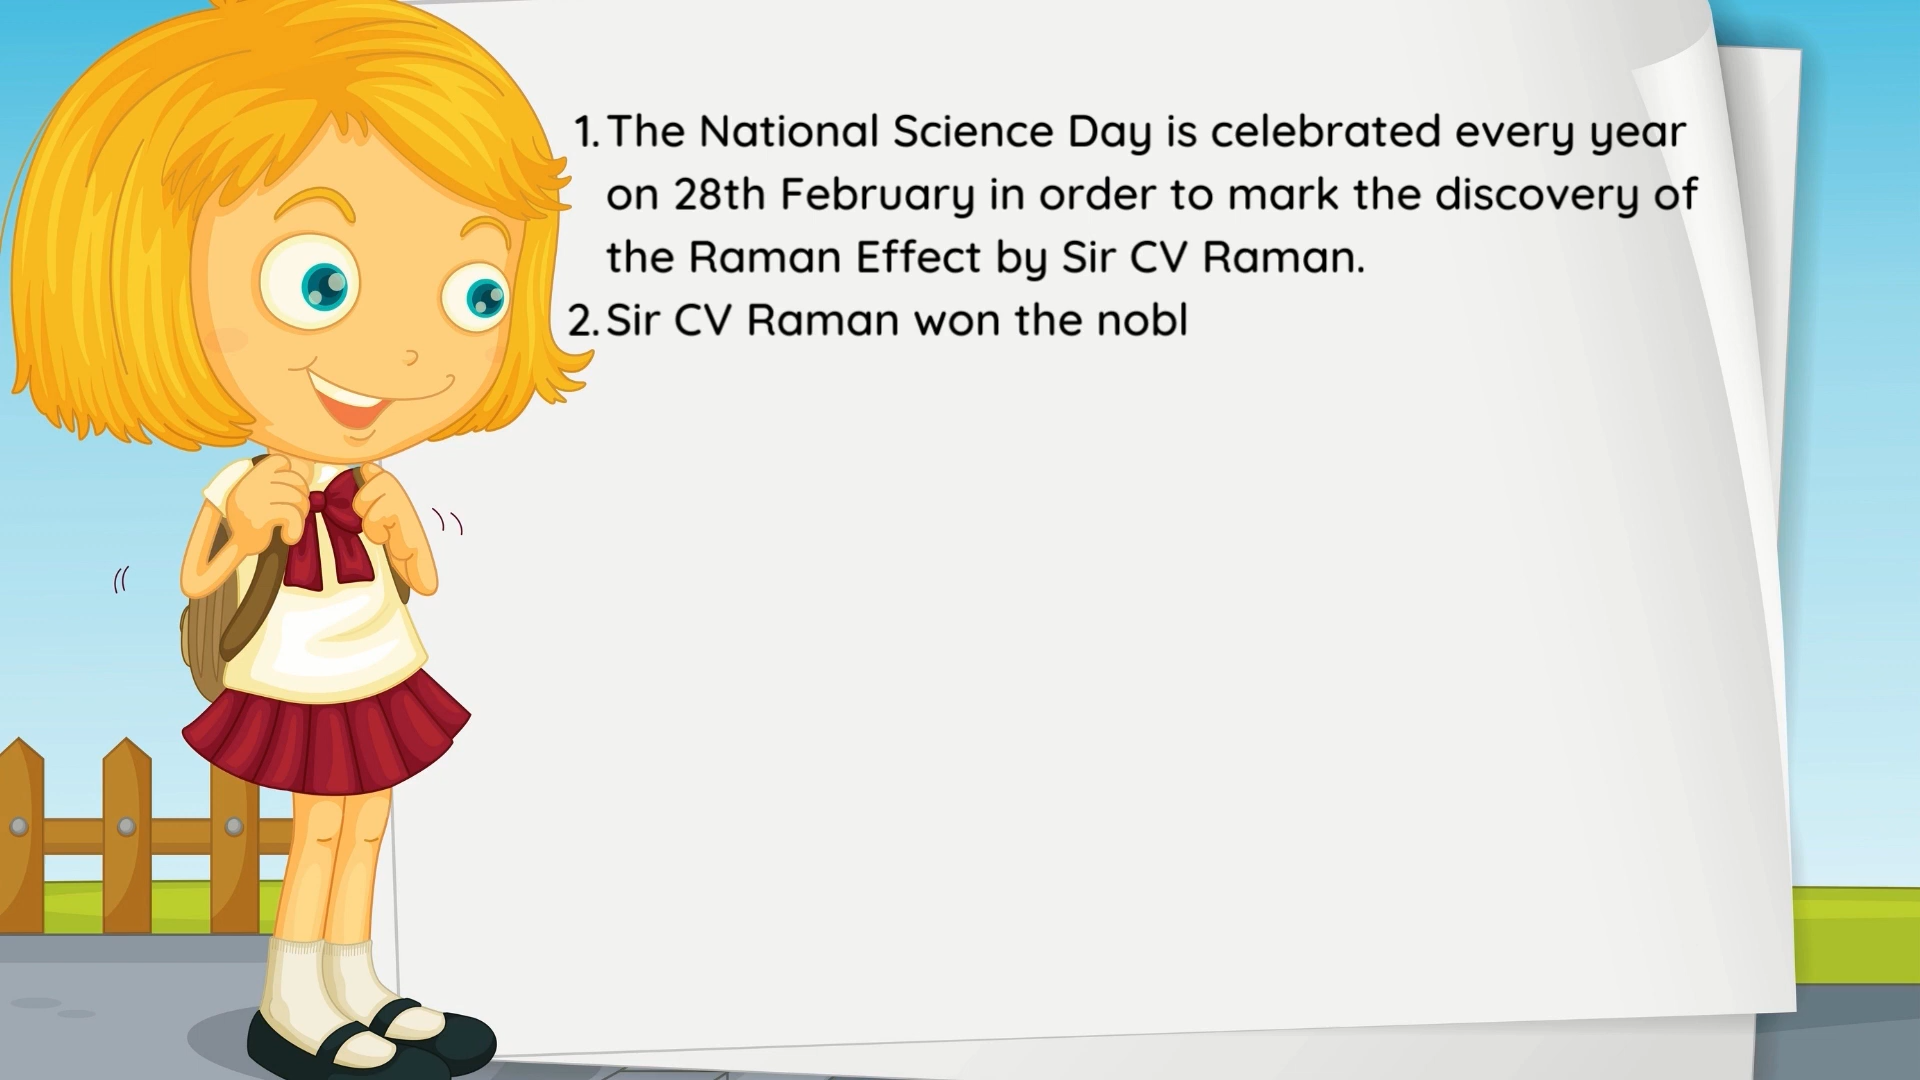 1. The National Science Day is celebrated every year
on 28th February in order to mark the discovery of
the Raman Effect by Sir CV Raman.
2. Sir CV Raman won the nobl